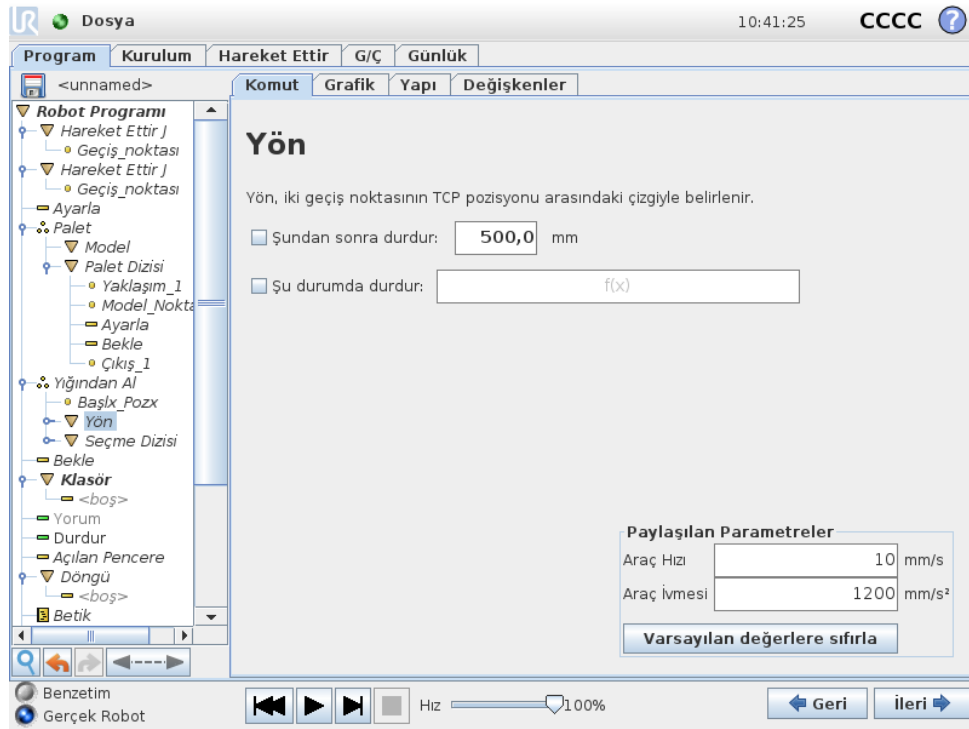 UR Dosya 10:41:25 CCCC ?
Program Kurulum Hareket Ettir G/Ç Günlük
<unnamed> Komut Grafik Yapı Değişkenler
Robot Programı
Hareket Ettir J
Geçiş_noktası
Hareket Ettir J
Geçiş_noktası
Ayarla
Palet
Model
Palet Dizisi
Yaklaşım_1
Model_Nokta
Ayarla
Bekle
Çıkış_1
Yığından Al
Başlx_Pozx
Yön
Seçme Dizisi
Bekle
Klasör
<boş>
Yorum
Durdur
Açılan Pencere
Döngü
<boş>
Betik
Yön
Yön, iki geçiş noktasının TCP pozisyonu arasındaki çizgiyle belirlenir.
Şundan sonra durdur: 500,0 mm
Şu durumda durdur: f(x)
Paylaşılan Parametreler
Araç Hızı 10 mm/s
Araç İvmesi 1200 mm/s²
Varsayılan değerlere sıfırla
Benzetim
Gerçek Robot
Hız 100%
Geri İleri